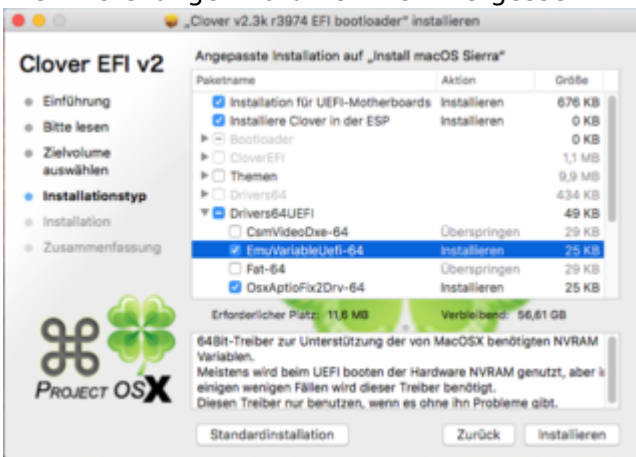 „Clover v2.3k r3974 EFI bootloader“ installieren
Clover EFI v2
Angepasste Installation auf „Install macOS Sierra“
Paketname Aktion Größe
Einführung
Bitte lesen
Zielvolume
auswählen
Installationstyp
Installation
Zusammenfassung
Installation für UEFI-Motherboards Installieren 676 KB
Installiere Clover in der ESP Installieren 0 KB
Bootloader 0 KB
CloverEFI 1,1 MB
Themen 9,9 MB
Drivers64 434 KB
Drivers64UEFI 49 KB
CsmVideoDxe-64 Überspringen 29 KB
EmuVariableUefi-64 Installieren 25 KB
Fat-64 Überspringen 29 KB
OsxAptioFix2Drv-64 Installieren 25 KB
Erforderlicher Platz: 11,6 MB Verbleibend: 56,61 GB
64Bit-Treiber zur Unterstützung der von MacOSX benötigten NVRAM
Variablen.
Meistens wird beim UEFI booten der Hardware NVRAM genutzt, aber i
einigen wenigen Fällen wird dieser Treiber benötigt.
Diesen Treiber nur benutzen, wenn es ohne ihn Probleme gibt.
PROJECT OSX
Standardinstallation Zurück Installieren